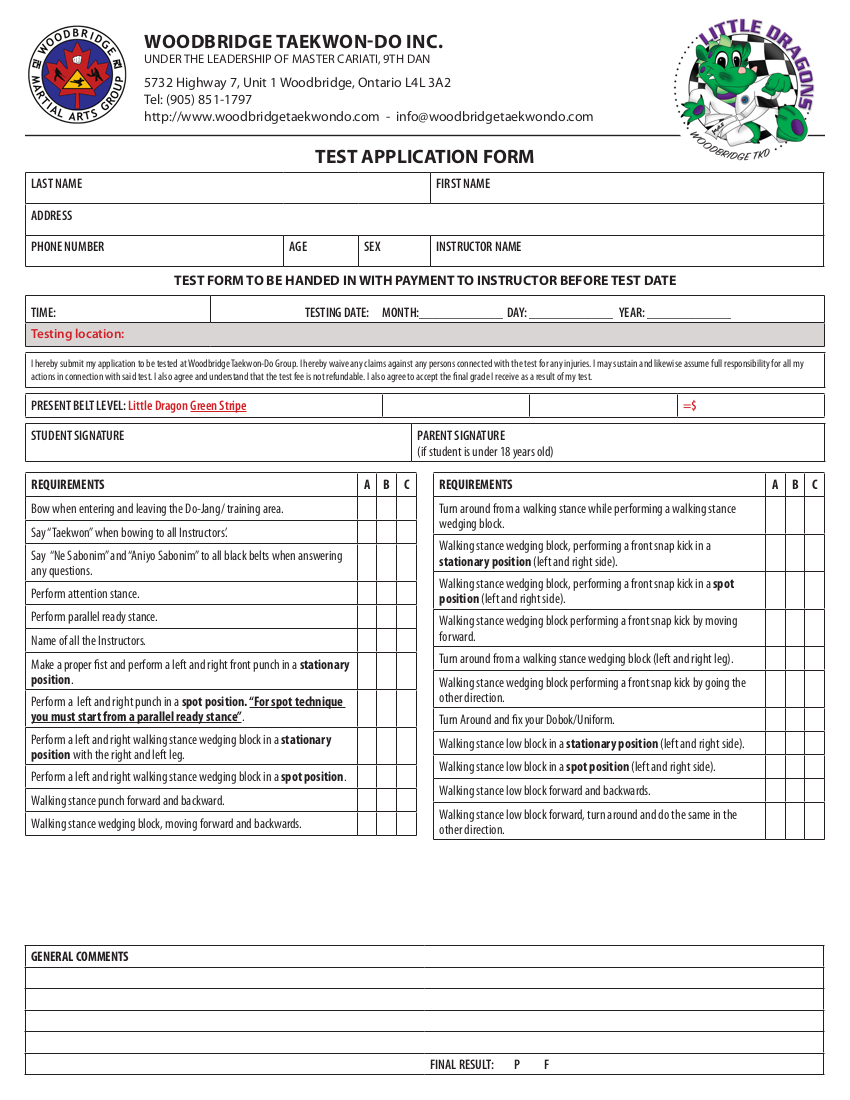 WOODBRIDGE
MARTIAL ARTS GROUP
WOODBRIDGE TAEKWON-DO INC.
UNDER THE LEADERSHIP OF MASTER CARIATI, 9TH DAN
5732 Highway 7, Unit 1 Woodbridge, Ontario L4L 3A2
Tel: (905) 851-1797
http://www.woodbridgetaekwondo.com - info@woodbridgetaekwondo.com
LITTLE DRAGONS
WOODBRIDGE TKD
TEST APPLICATION FORM
LAST NAME FIRST NAME
ADDRESS
PHONE NUMBER AGE SEX INSTRUCTOR NAME
TEST FORM TO BE HANDED IN WITH PAYMENT TO INSTRUCTOR BEFORE TEST DATE
TIME: TESTING DATE: MONTH:____________ DAY: ____________ YEAR: ____________
Testing location:
I hereby submit my application to be tested at Woodbridge Taekwon-Do Group. I hereby waive any claims against any persons connected with the test for any injuries. I may sustain and likewise assume full responsibility for all my
actions in connection with said test. I also agree and understand that the test fee is not refundable. I also agree to accept the final grade I receive as a result of my test.
PRESENT BELT LEVEL: Little Dragon Green Stripe =$
STUDENT SIGNATURE PARENT SIGNATURE
(if student is under 18 years old)
REQUIREMENTS A B C
Bow when entering and leaving the Do-Jang/ training area.
Say “Taekwon” when bowing to all Instructors’.
Say “Ne Sabonim” and “Aniyo Sabonim” to all black belts when answering
any questions.
Perform attention stance.
Perform parallel ready stance.
Name of all the Instructors.
Make a proper fist and perform a left and right front punch in a stationary
position.
Perform a left and right punch in a spot position. “For spot technique
you must start from a parallel ready stance”.
Perform a left and right walking stance wedging block in a stationary
position with the right and left leg.
Perform a left and right walking stance wedging block in a spot position.
Walking stance punch forward and backward.
Walking stance wedging block, moving forward and backwards.
REQUIREMENTS A B C
Turn around from a walking stance while performing a walking stance
wedging block.
Walking stance wedging block, performing a front snap kick in a
stationary position (left and right side).
Walking stance wedging block, performing a front snap kick in a spot
position (left and right side).
Walking stance wedging block performing a front snap kick by moving
forward.
Turn around from a walking stance wedging block (left and right leg).
Walking stance wedging block performing a front snap kick by going the
other direction.
Turn Around and fix your Dobok/Uniform.
Walking stance low block in a stationary position (left and right side).
Walking stance low block in a spot position (left and right side).
Walking stance low block forward and backwards.
Walking stance low block forward, turn around and do the same in the
other direction.
GENERAL COMMENTS
FINAL RESULT: P F